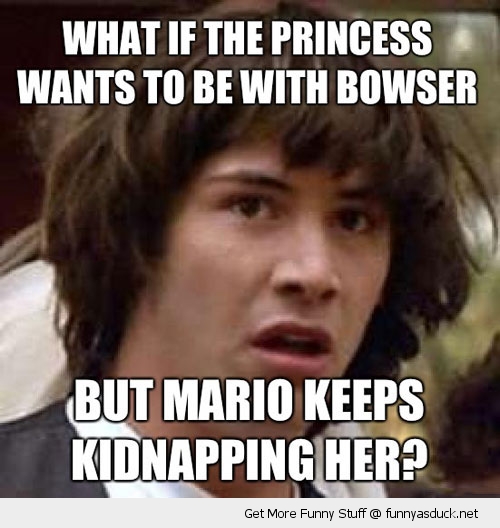 WHAT IF THE PRINCESS
WANTS TO BE WITH BOWSER
BUT MARIO KEEPS
KIDNAPPING HER?
Get More Funny Stuff @ funnyasduck.net